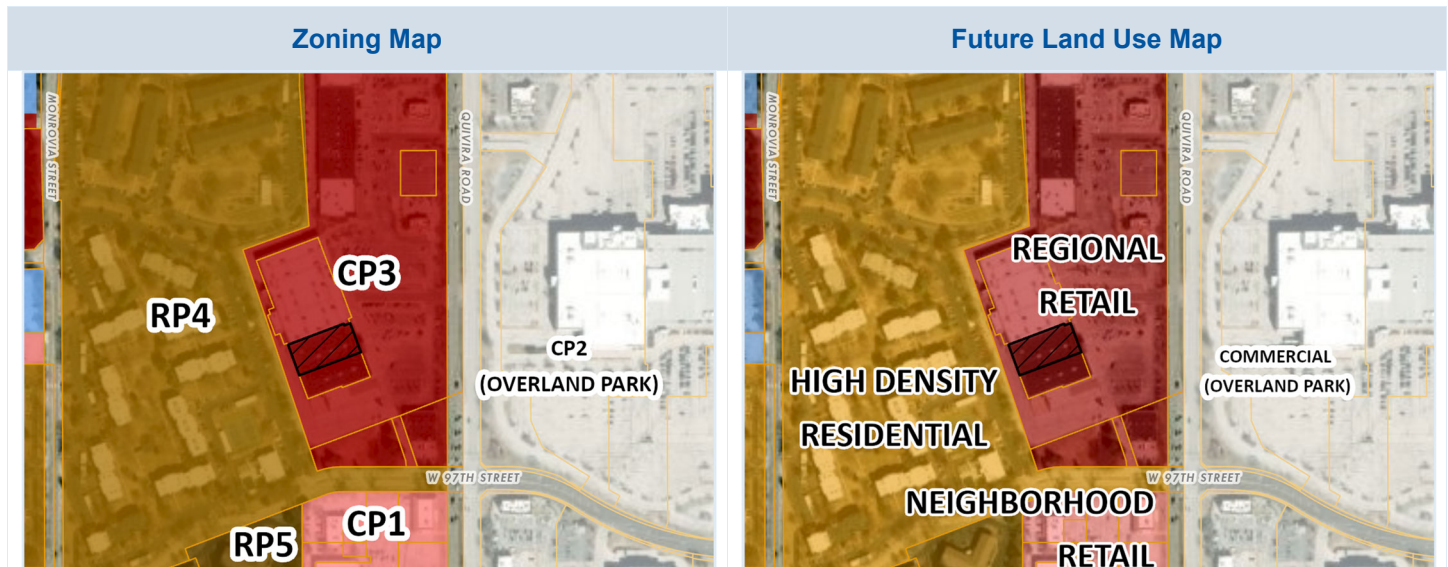 Zoning Map
MONROVIA STREET
QUIVIRA ROAD
CP3
RP4
CP2
(OVERLAND PARK)
W 97TH STREET
CP1
RP5
Future Land Use Map
MONROVIA STREET
QUIVIRA ROAD
REGIONAL
RETAIL
COMMERCIAL
(OVERLAND PARK)
HIGH DENSITY
RESIDENTIAL
W 97TH STREET
NEIGHBORHOOD
RETAIL